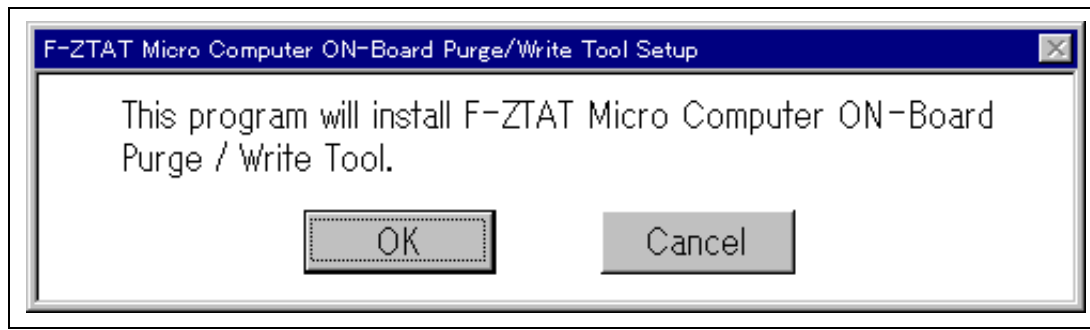 F-ZTAT Micro Computer ON-Board Purge/Write Tool Setup
This program will install F-ZTAT Micro Computer ON-Board
Purge / Write Tool.
OK
Cancel